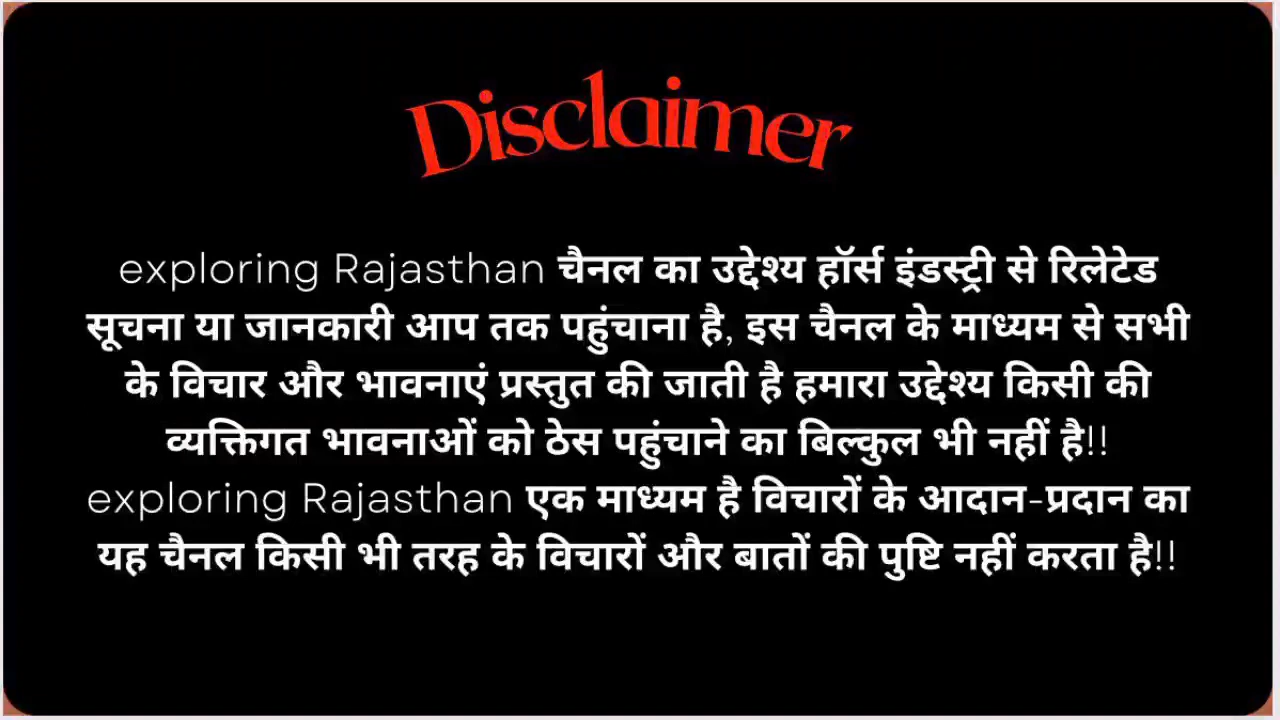 Disclaimer
exploring Rajasthan चैनल का उद्देश्य हॉर्स इंडस्ट्री से रिलेटेड
सूचना या जानकारी आप तक पहुंचाना है, इस चैनल के माध्यम से सभी
के विचार और भावनाएं प्रस्तुत की जाती है हमारा उद्देश्य किसी की
व्यक्तिगत भावनाओं को ठेस पहुंचाने का बिल्कुल भी नहीं है!!
exploring Rajasthan एक माध्यम है विचारों के आदान-प्रदान का
यह चैनल किसी भी तरह के विचारों और बातों की पुष्टि नहीं करता है!!